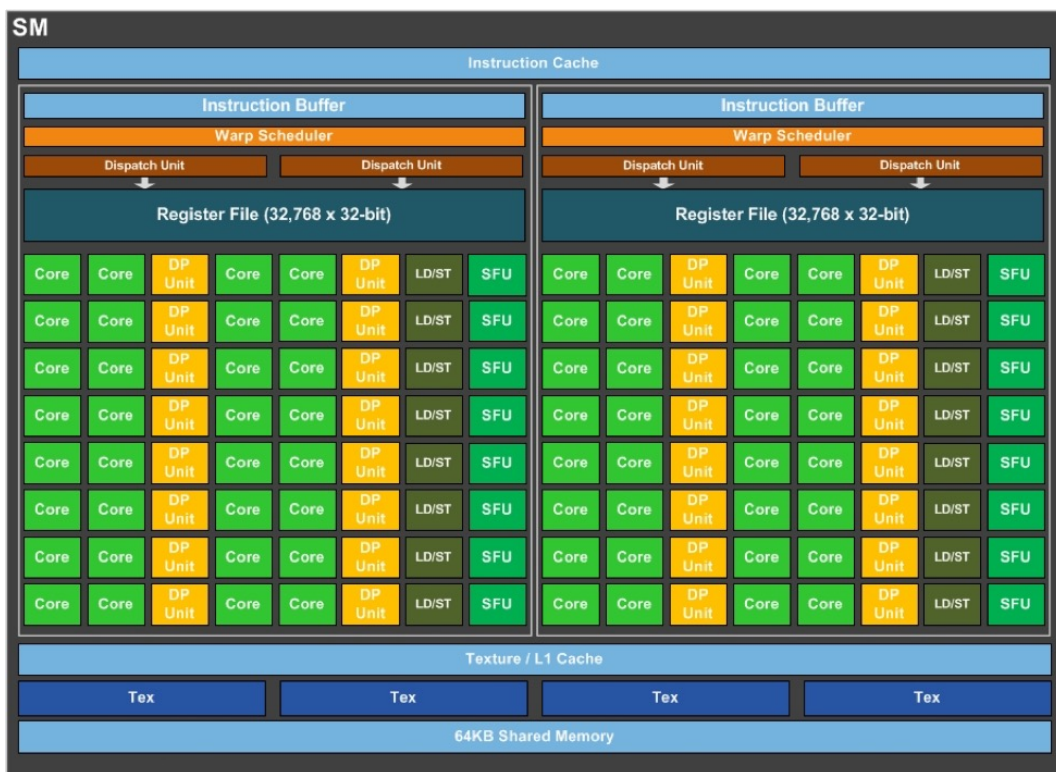 SM
Instruction Cache
Instruction Buffer Instruction Buffer
Warp Scheduler Warp Scheduler
Dispatch Unit Dispatch Unit Dispatch Unit Dispatch Unit
Register File (32,768 x 32-bit) Register File (32,768 x 32-bit)
Core Core DP Unit Core Core DP Unit LD/ST SFU Core Core DP Unit Core Core DP Unit LD/ST SFU
Core Core DP Unit Core Core DP Unit LD/ST SFU Core Core DP Unit Core Core DP Unit LD/ST SFU
Core Core DP Unit Core Core DP Unit LD/ST SFU Core Core DP Unit Core Core DP Unit LD/ST SFU
Core Core DP Unit Core Core DP Unit LD/ST SFU Core Core DP Unit Core Core DP Unit LD/ST SFU
Core Core DP Unit Core Core DP Unit LD/ST SFU Core Core DP Unit Core Core DP Unit LD/ST SFU
Core Core DP Unit Core Core DP Unit LD/ST SFU Core Core DP Unit Core Core DP Unit LD/ST SFU
Core Core DP Unit Core Core DP Unit LD/ST SFU Core Core DP Unit Core Core DP Unit LD/ST SFU
Core Core DP Unit Core Core DP Unit LD/ST SFU Core Core DP Unit Core Core DP Unit LD/ST SFU
Texture / L1 Cache
Tex Tex Tex Tex
64KB Shared Memory